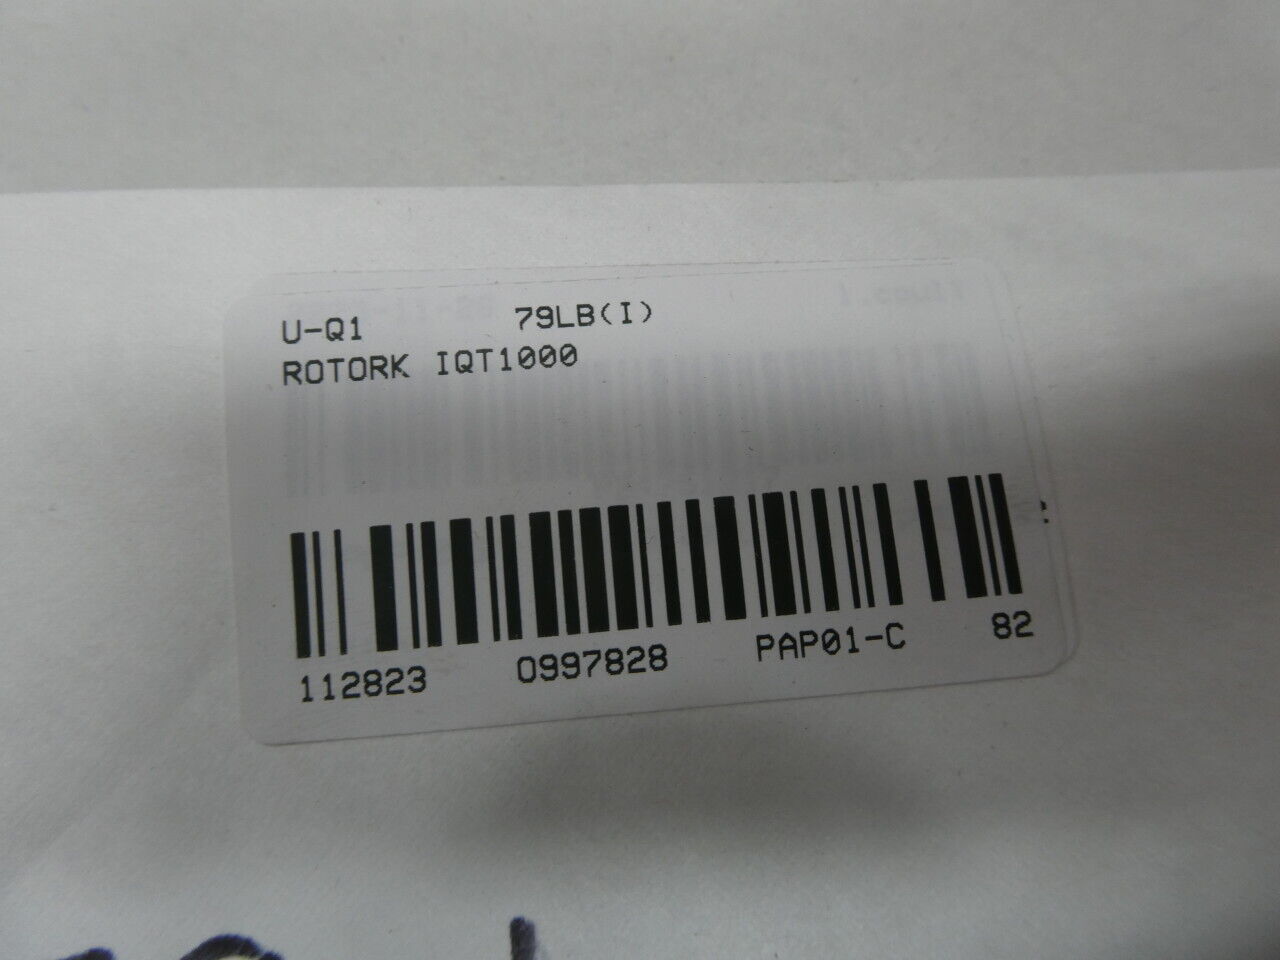 U-Q1 79LB(I)
ROTORK IQT1000
112823 0997828 PAP01-C 82